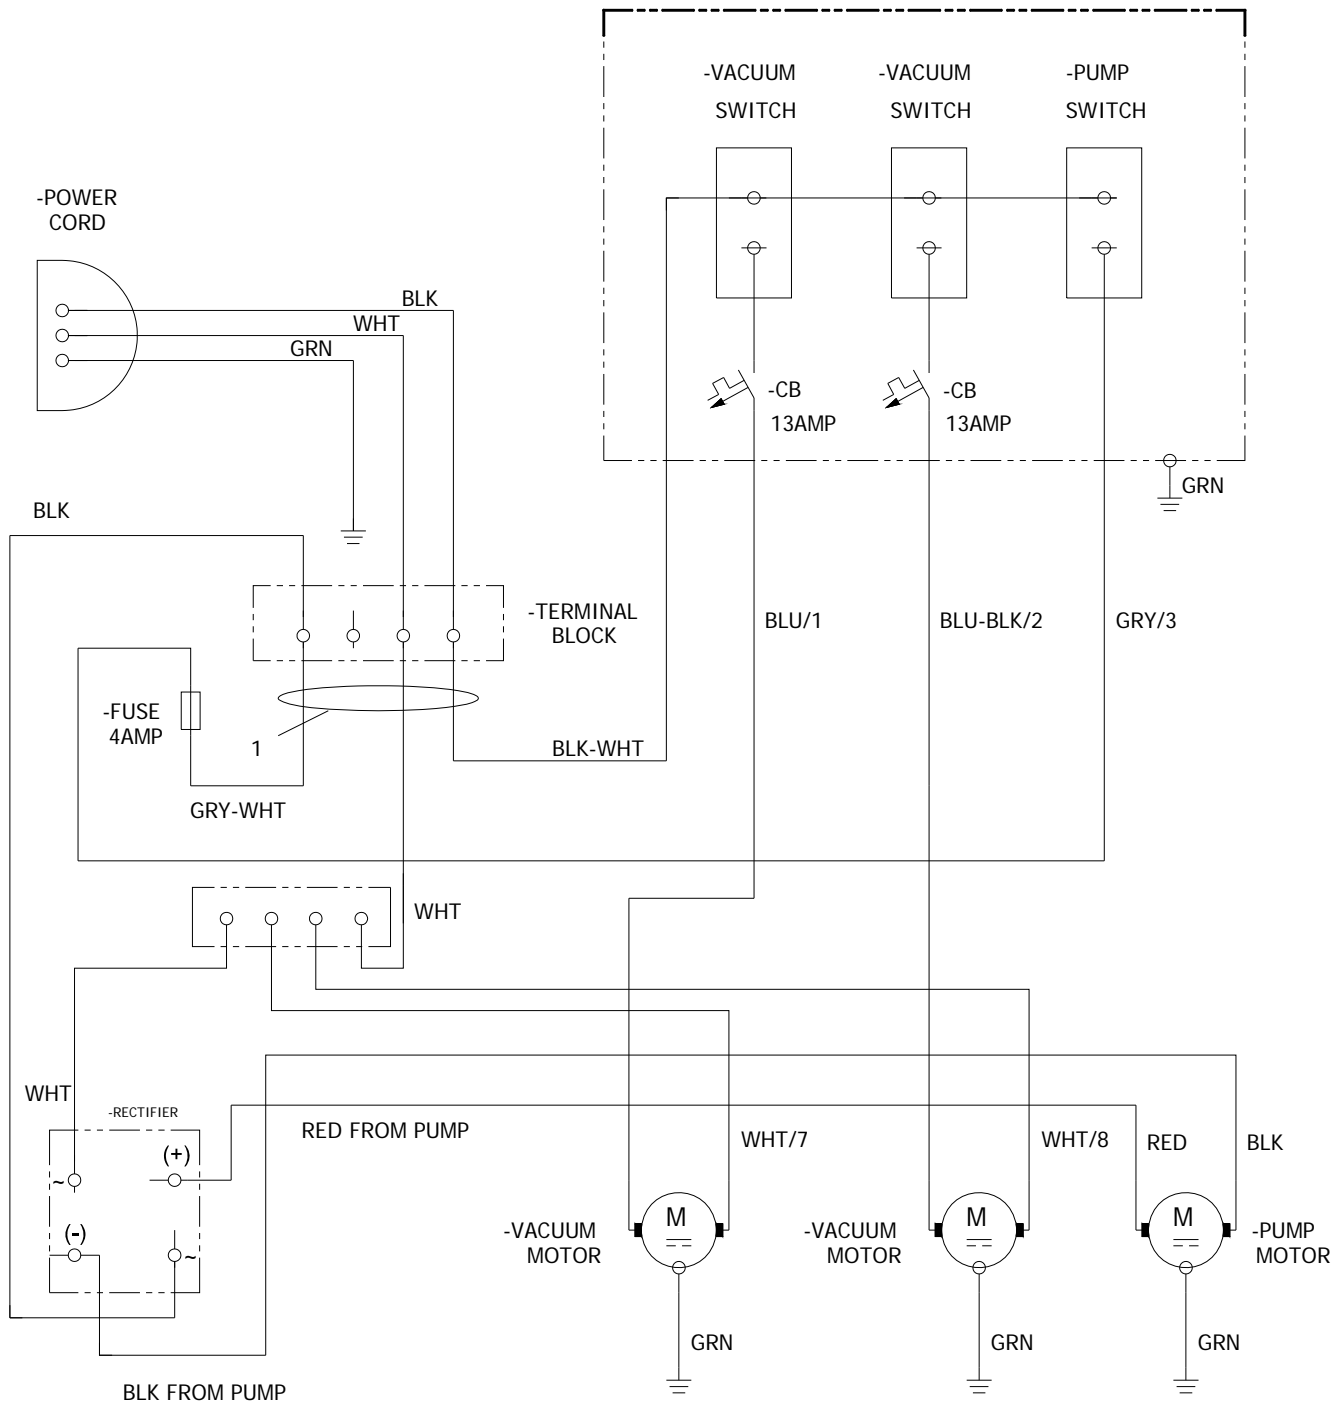 -VACUUM
SWITCH
-VACUUM
SWITCH
-PUMP
SWITCH
-POWER
CORD
BLK
WHT
GRN
-CB
13AMP
-CB
13AMP
GRN
BLK
-TERMINAL
BLOCK
BLU/1
BLU-BLK/2
GRY/3
-FUSE
4AMP
1
BLK-WHT
GRY-WHT
WHT
WHT
-RECTIFIER
RED FROM PUMP
(+)
~
(-)
~
WHT/7
WHT/8
RED
BLK
M
M
M
-VACUUM
MOTOR
-VACUUM
MOTOR
-PUMP
MOTOR
GRN
GRN
GRN
BLK FROM PUMP